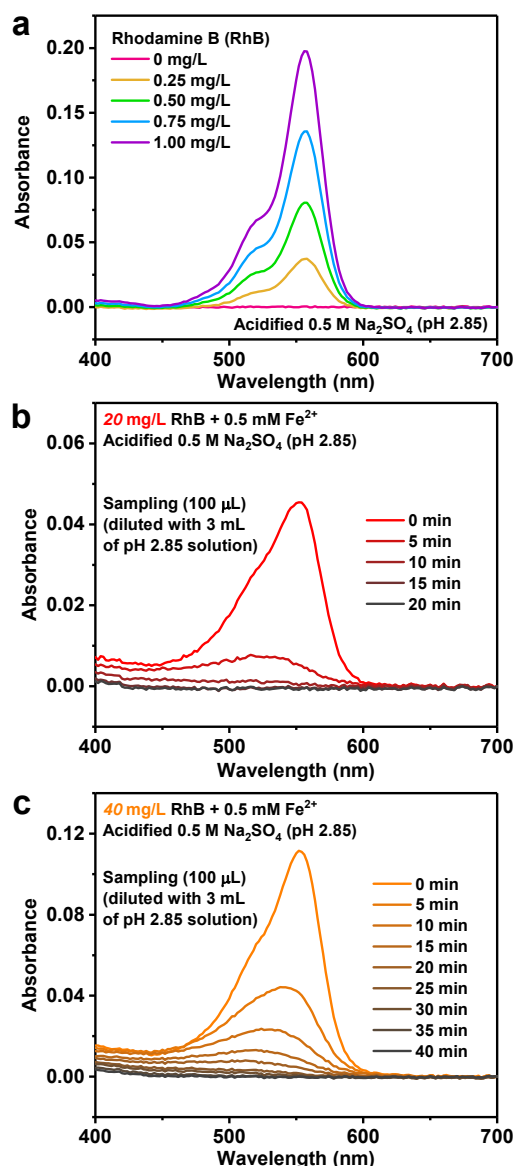 a
Rhodamine B (RhB)
0 mg/L
0.25 mg/L
0.50 mg/L
0.75 mg/L
1.00 mg/L
0.20
0.15
0.10
0.05
0.00
Absorbance
Acidified 0.5 M Na₂SO₄ (pH 2.85)
400 500 600 700
Wavelength (nm)
b
20 mg/L RhB + 0.5 mM Fe²⁺
Acidified 0.5 M Na₂SO₄ (pH 2.85)
Sampling (100 μL)
(diluted with 3 mL
of pH 2.85 solution)
0 min
5 min
10 min
15 min
20 min
0.06
0.04
0.02
0.00
Absorbance
400 500 600 700
Wavelength (nm)
c
40 mg/L RhB + 0.5 mM Fe²⁺
Acidified 0.5 M Na₂SO₄ (pH 2.85)
Sampling (100 μL)
(diluted with 3 mL
of pH 2.85 solution)
0 min
5 min
10 min
15 min
20 min
25 min
30 min
35 min
40 min
0.12
0.08
0.04
0.00
Absorbance
400 500 600 700
Wavelength (nm)